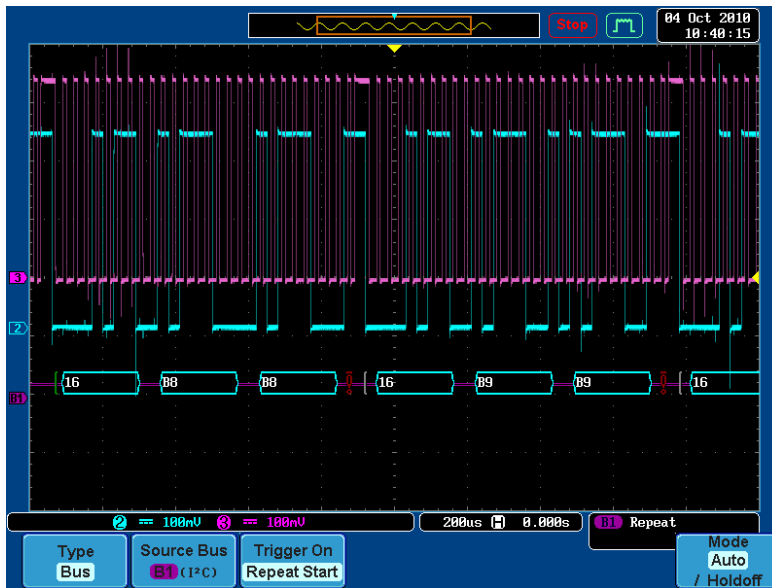 Stop
04 Oct 2010
10:40:15
3
2
B1
16 B8 B8 16 B9 B9 16
2 100mV 3 100mV
200us H 0.000s
B1 Repeat
Type
Bus
Source Bus
B1 (I²C)
Trigger On
Repeat Start
Mode
Auto
/ Holdoff